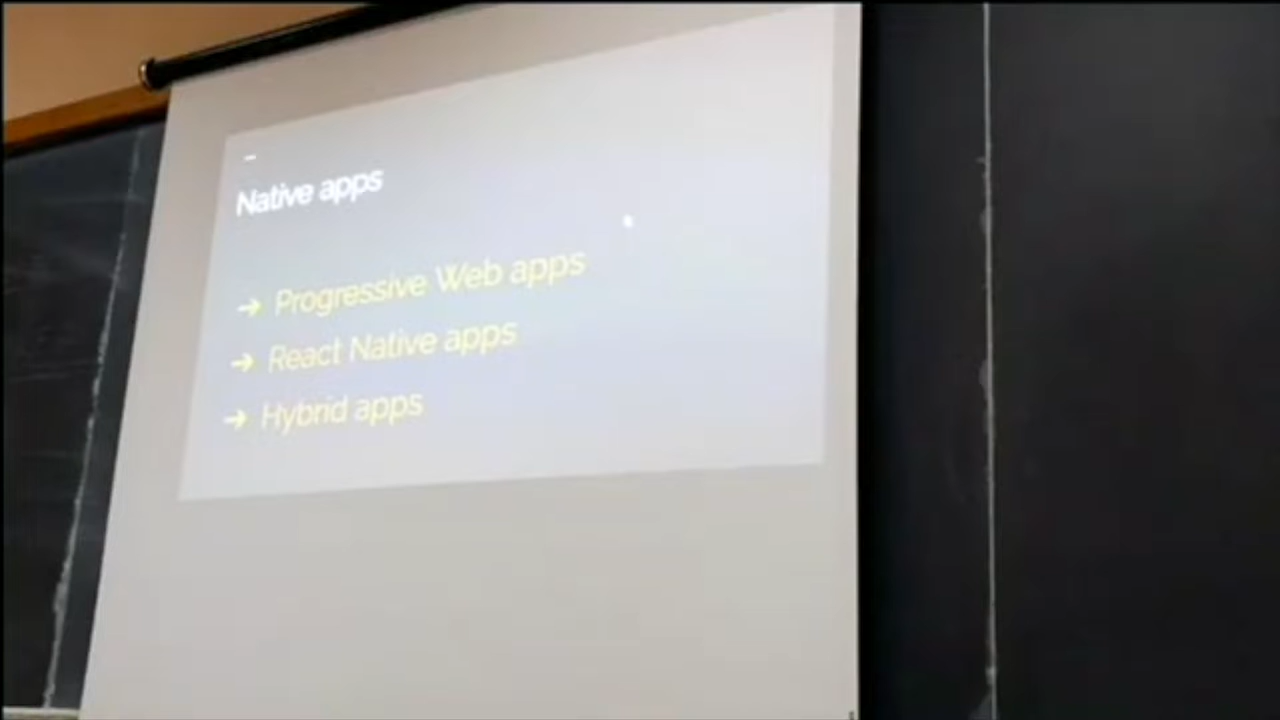 Native apps
➔ Progressive Web apps
➔ React Native apps
➔ Hybrid apps